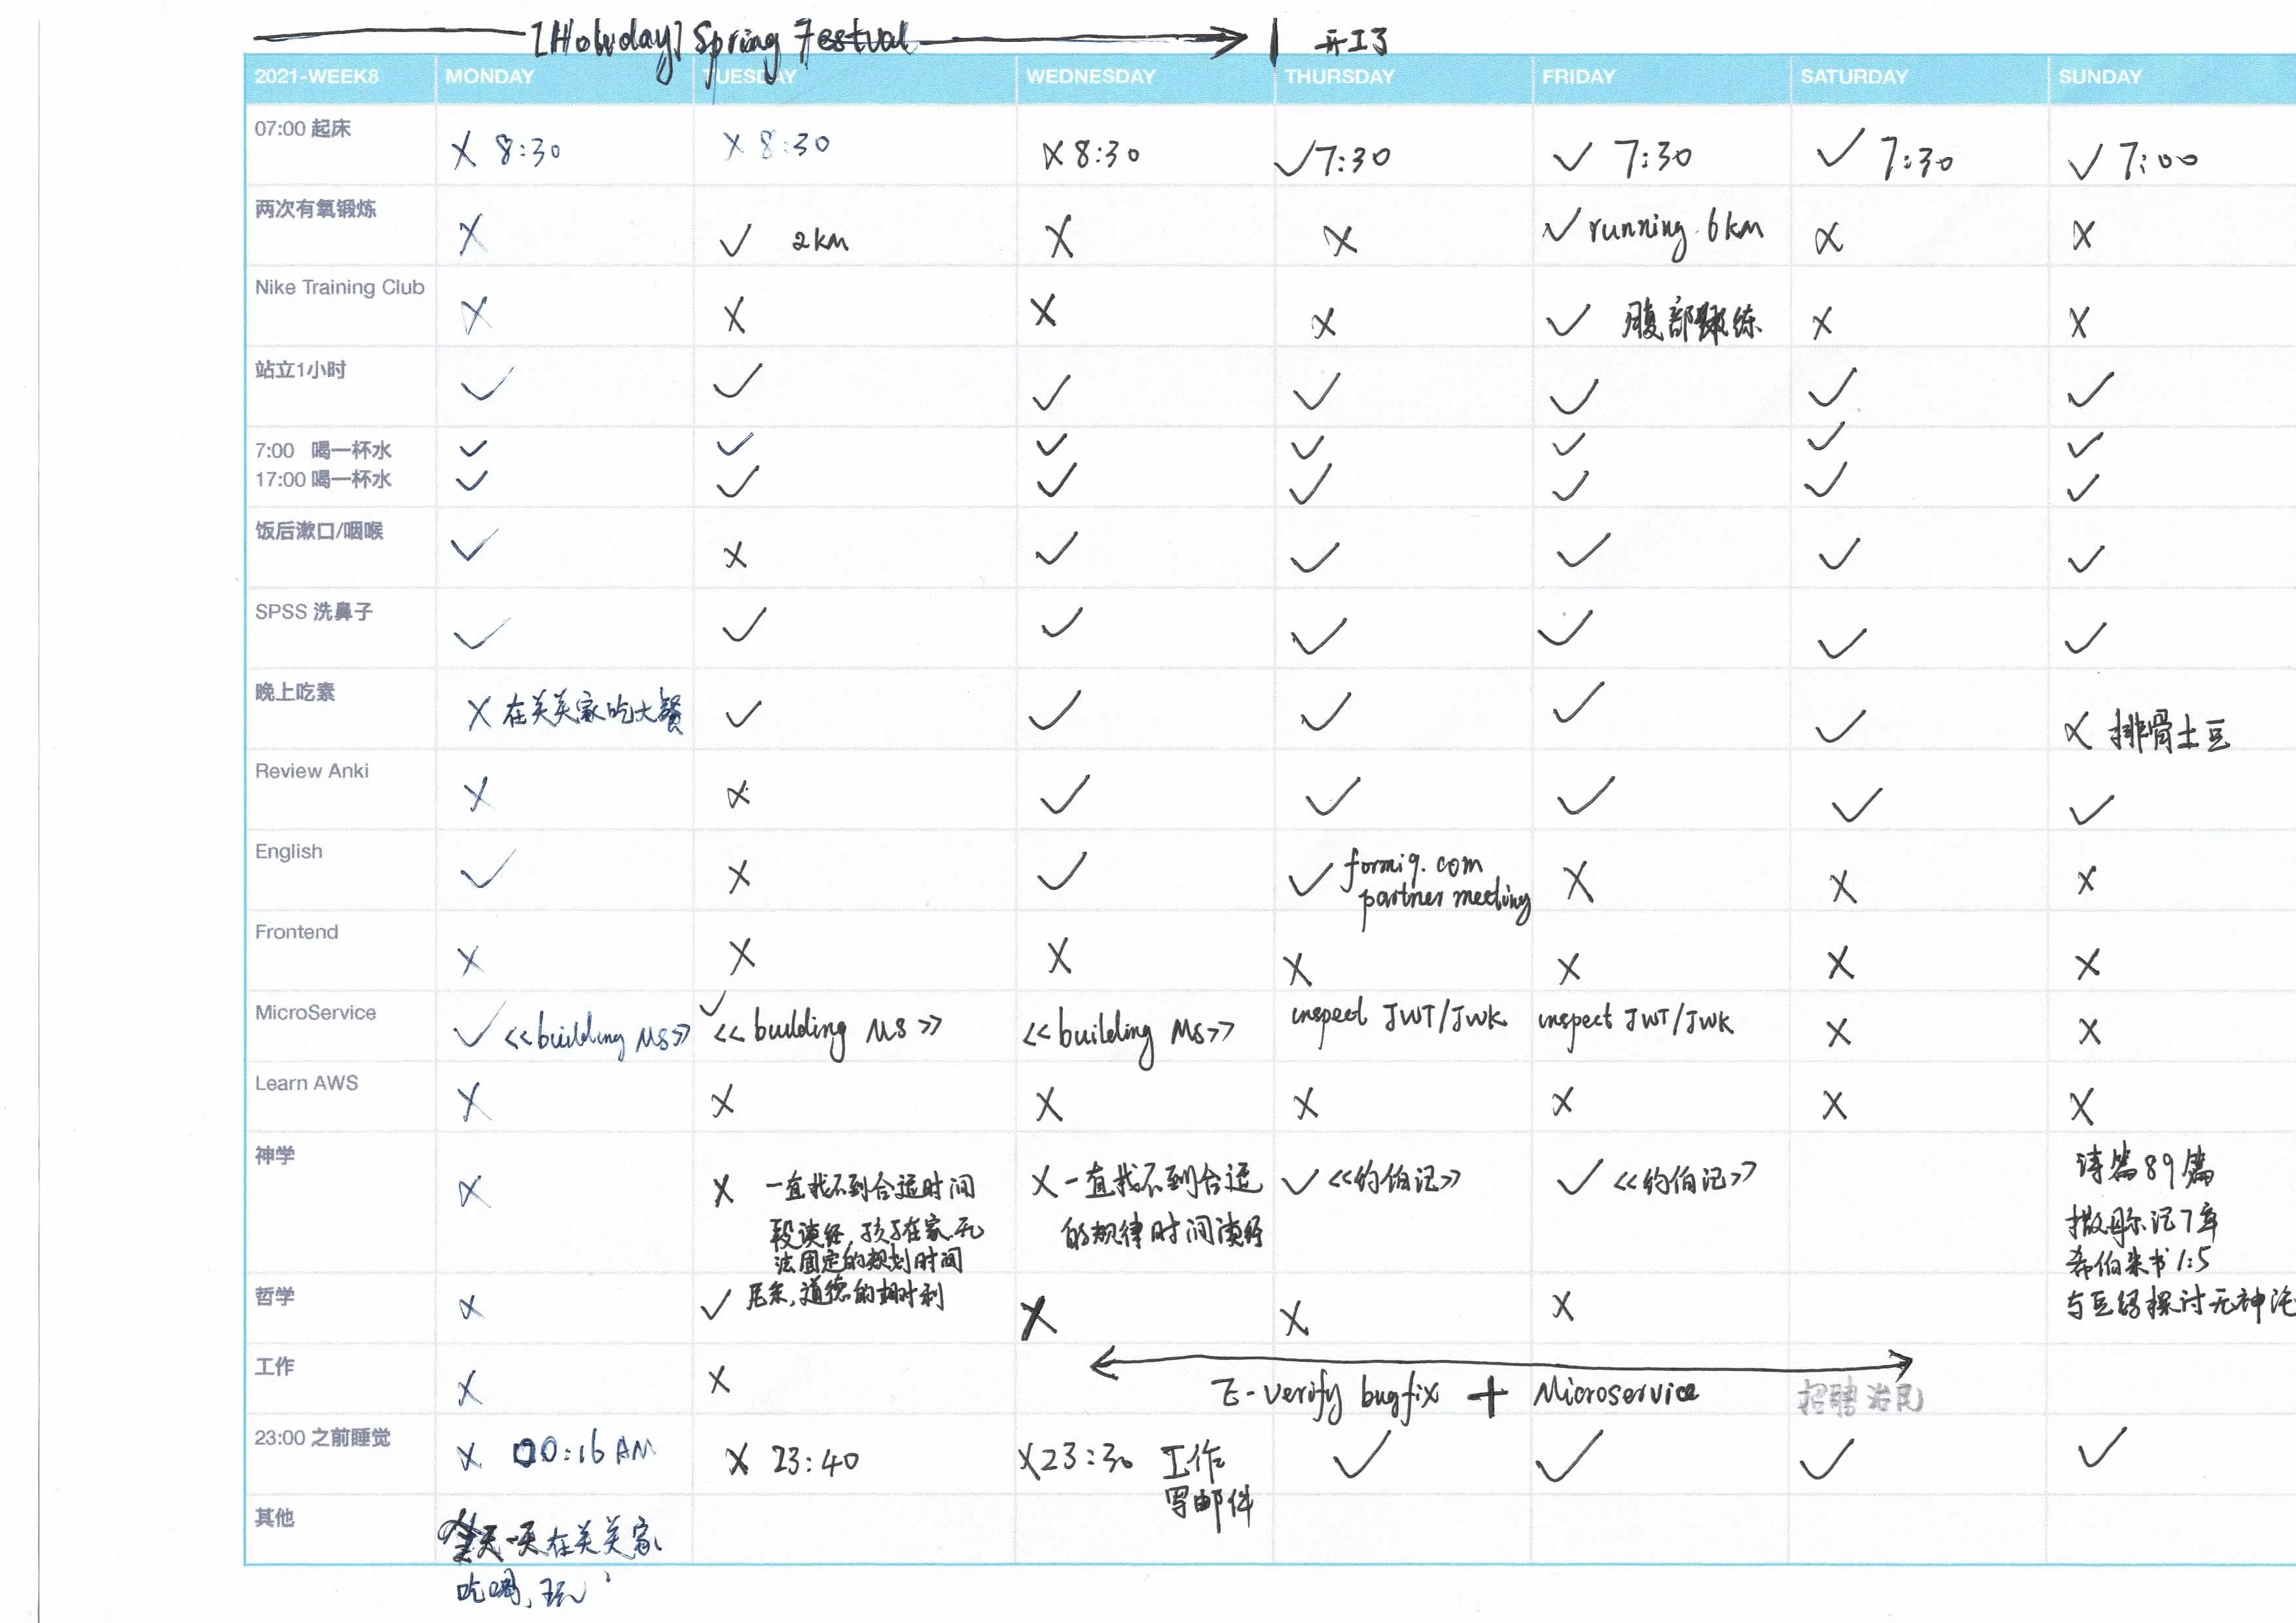 [Holiday] Spring Festval 开工了
2021-WEEK8 MONDAY TUESDAY WEDNESDAY THURSDAY FRIDAY SATURDAY SUNDAY
07:00 起床 X 8:30 X 8:30 X 8:30 ✓ 7:30 ✓ 7:30 ✓ 7:30 ✓ 7:00
两次有氧锻炼 X ✓ 2km X X ✓ running 6km X X
Nike Training Club X X X X ✓ 腹部锻练 X X
站立1小时 ✓ ✓ ✓ ✓ ✓ ✓ ✓
7:00 喝一杯水 ✓ ✓ ✓ ✓ ✓ ✓ ✓
17:00 喝一杯水 ✓ ✓ ✓ ✓ ✓ ✓ ✓
饭后漱口/咽喉 ✓ X ✓ ✓ ✓ ✓ ✓
SPSS 洗鼻子 ✓ ✓ ✓ ✓ ✓ ✓ ✓
晚上吃素 X 在关关家吃大餐 ✓ ✓ ✓ ✓ ✓ X 排骨土豆
Review Anki X X ✓ ✓ ✓ ✓ ✓
English ✓ X ✓ ✓ formi9.com X X X
partner meeting
Frontend X X X X X X X
MicroService ✓ <<building MS>> ✓ <<building MS>> <<building MS>> inspect JWT/JWK inspect JWT/JWK X X
Learn AWS X X X X X X X
神学 X X 一直找不到合适时间 X 一直找不到合适 ✓ <<约伯记>> ✓ <<约伯记>> 诗篇89篇
段读经,孩子在家无 的规律时间读经 撒母尔记7章
法固定的规划时间 希伯来书1:5
哲学 X ✓ 尼采,道德的 X X X 与豆妈探讨无神论
工作 X X E-verify bugfix + Microservice 招聘
23:00 之前睡觉 X 00:16 AM X 23:40 X 23:30 工作 ✓ ✓ ✓ ✓
写邮件
其他 一天在关关家
吃喝,玩